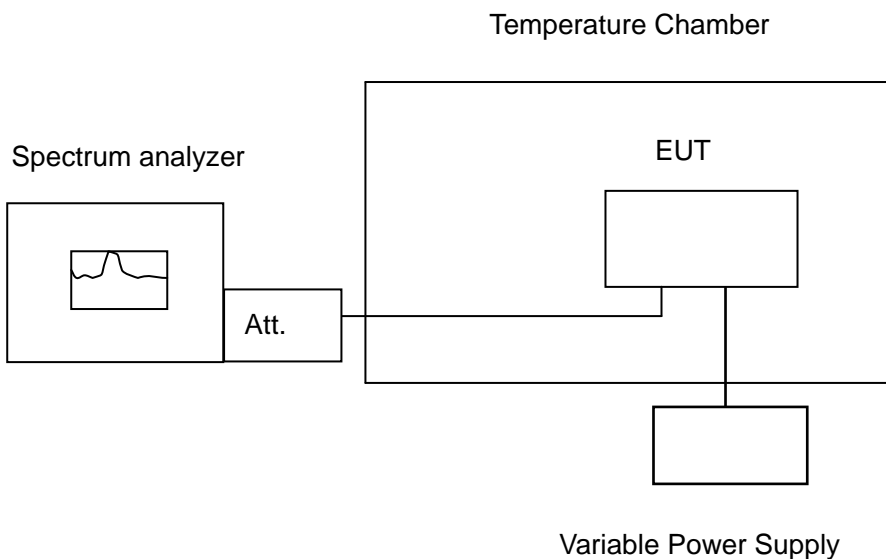 Temperature Chamber
Spectrum analyzer
EUT
Att.
Variable Power Supply